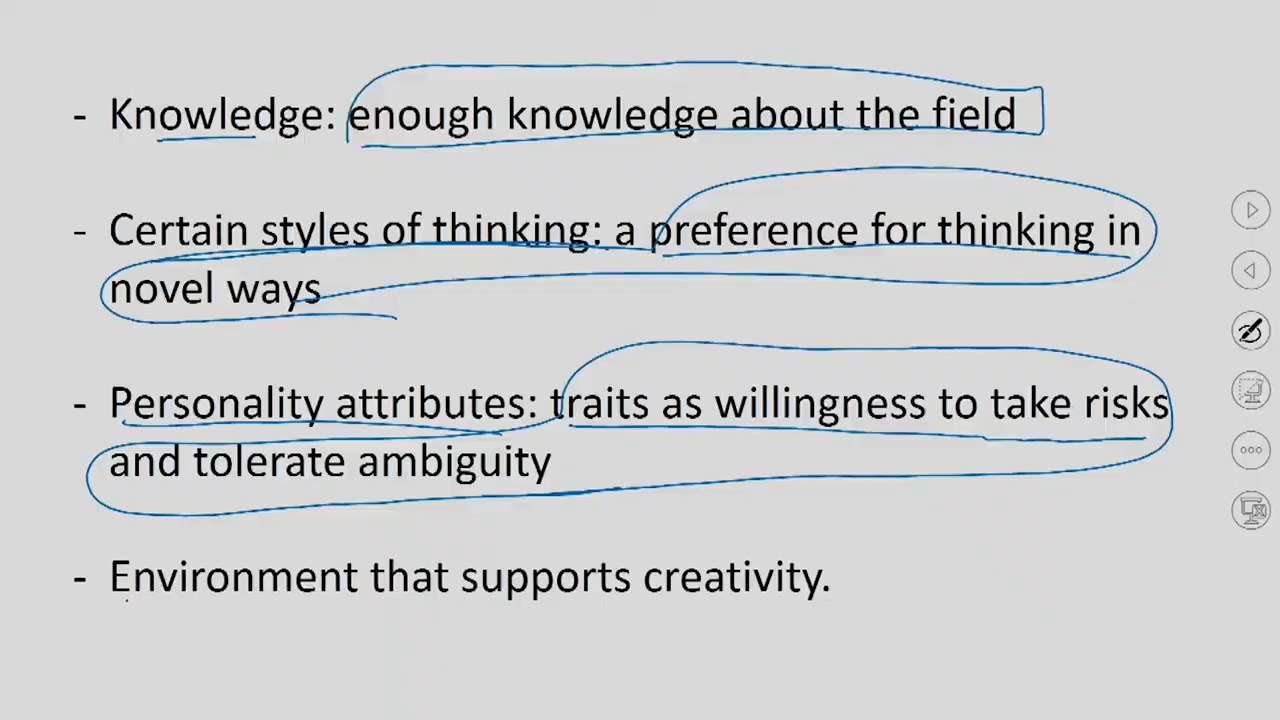 - Knowledge: enough knowledge about the field
- Certain styles of thinking: a preference for thinking in
novel ways
- Personality attributes: traits as willingness to take risks
and tolerate ambiguity
- Environment that supports creativity.